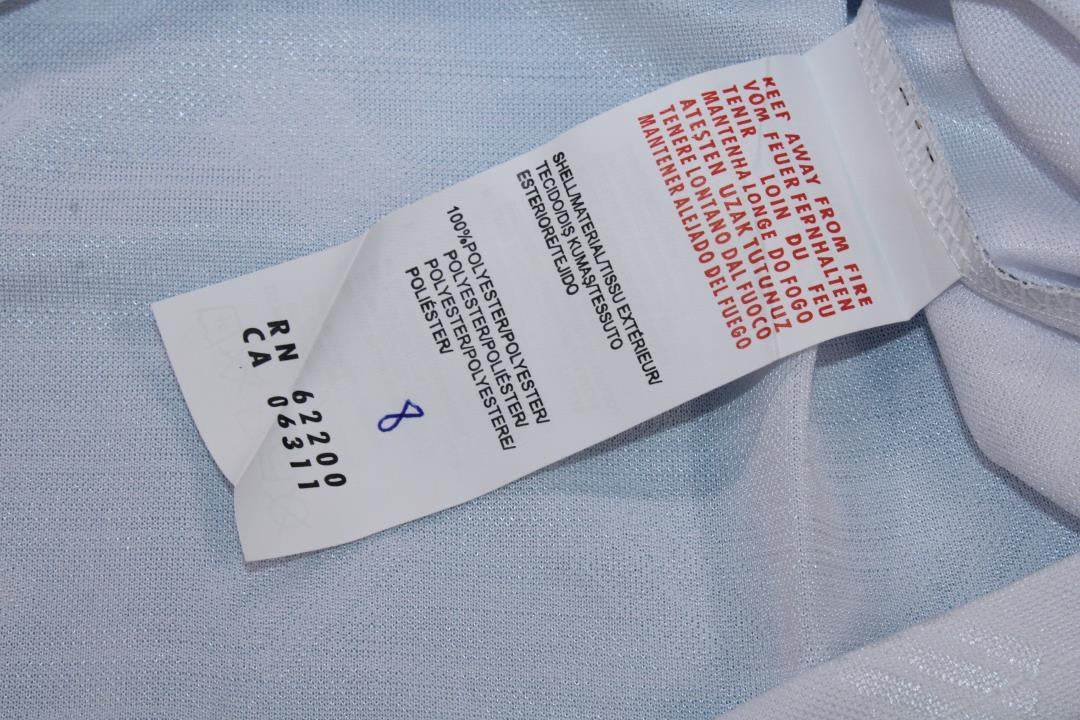 KEEP AWAY FROM FIRE
VOM FEUER FERNHALTEN
TENIR LOIN DU FEU
MANTENHA LONGE DO FOGO
ATEŞTEN UZAK TUTUNUZ
TENERE LONTANO DAL FUOCO
MANTENER ALEJADO DEL FUEGO
SHELL/MATERIAL/TISSU EXTÉRIEUR/
TECIDO/DIŞ KUMAŞ/TESSUTO
ESTERIORE/TEJIDO
100%POLYESTER/POLYESTER/
POLYESTER/POLIÉSTER/
POLYESTER/POLYESTERE/
POLIÉSTER/
8
RN 62200
CA 06311